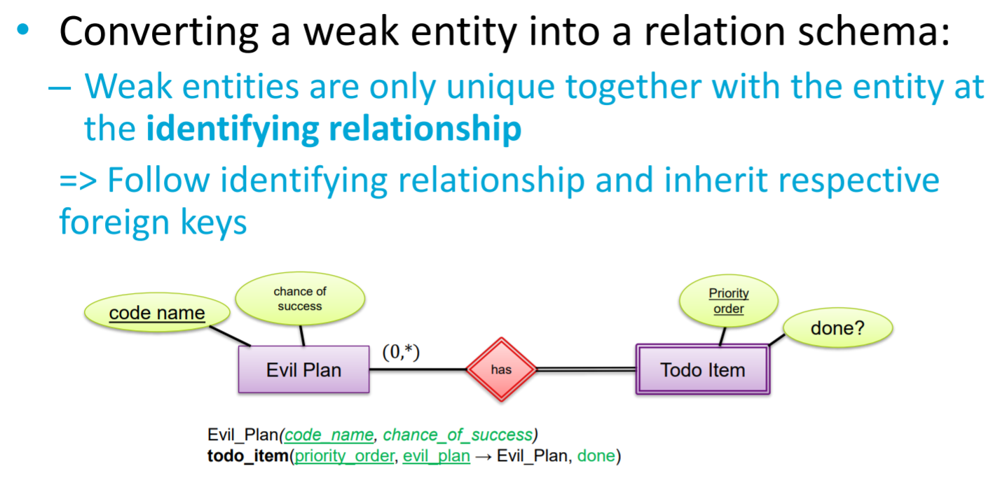 • Converting a weak entity into a relation schema:
– Weak entities are only unique together with the entity at
the identifying relationship
=> Follow identifying relationship and inherit respective
foreign keys
code name
chance of
success
Priority
order
done?
Evil Plan
(0,*)
has
Todo Item
Evil_Plan(code_name, chance_of_success)
todo_item(priority_order, evil_plan → Evil_Plan, done)